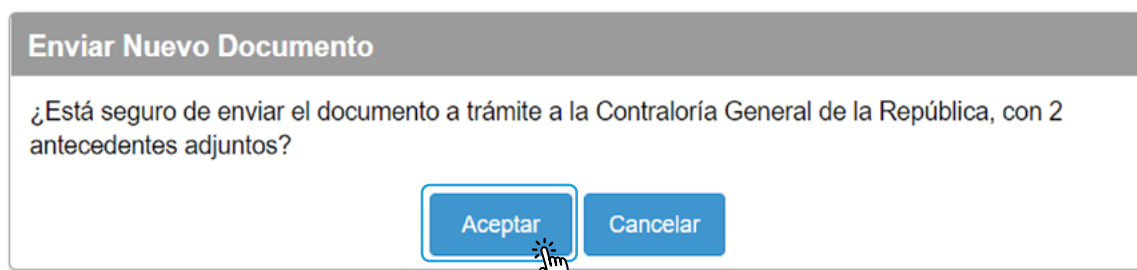 Enviar Nuevo Documento
¿Está seguro de enviar el documento a trámite a la Contraloría General de la República, con 2
antecedentes adjuntos?
Aceptar
Cancelar